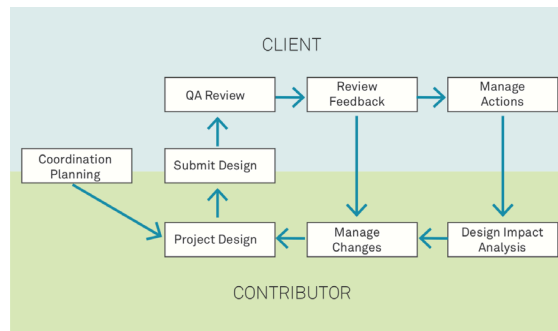 CLIENT
QA Review
Review
Feedback
Manage
Actions
Coordination
Planning
Submit Design
Project Design
Manage
Changes
Design Impact
Analysis
CONTRIBUTOR